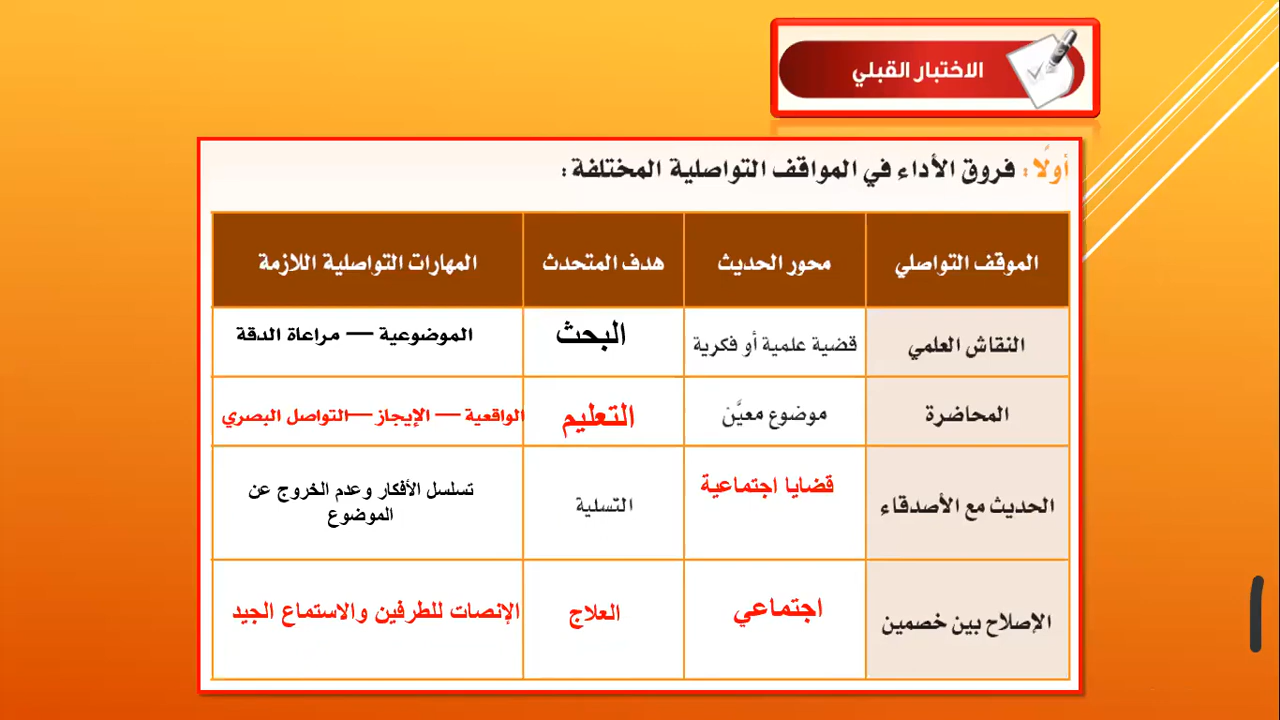 الاختبار القبلي
أولًا: فروق الأداء في المواقف التواصلية المختلفة:
الموقف التواصلي محور الحديث هدف المتحدث المهارات التواصلية اللازمة
النقاش العلمي قضية علمية أو فكرية البحث الموضوعية — مراعاة الدقة
المحاضرة موضوع معيَّن التعليم الواقعية — الإيجاز —التواصل البصري
الحديث مع الأصدقاء قضايا اجتماعية التسلية تسلسل الأفكار وعدم الخروج عن
الموضوع
الإصلاح بين خصمين اجتماعي العلاج الإنصات للطرفين والاستماع الجيد